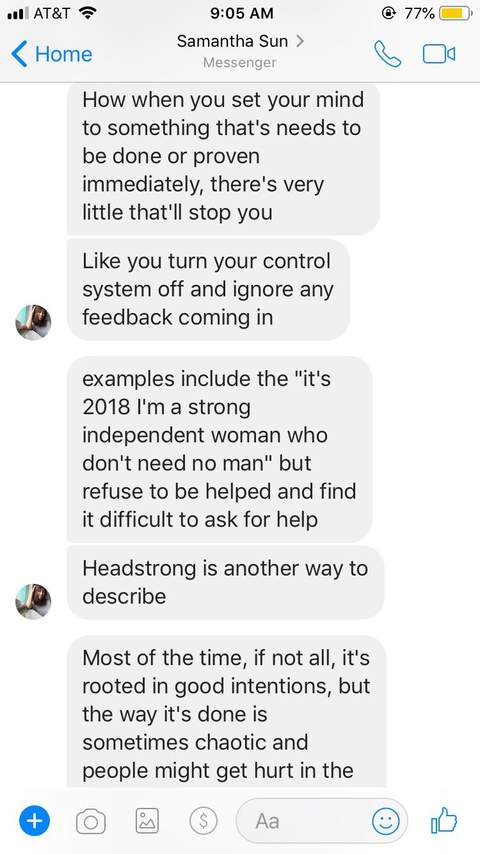 AT&T 9:05 AM 77%
Home
Samantha Sun
Messenger
How when you set your mind
to something that's needs to
be done or proven
immediately, there's very
little that'll stop you
Like you turn your control
system off and ignore any
feedback coming in
examples include the "it's
2018 I'm a strong
independent woman who
don't need no man" but
refuse to be helped and find
it difficult to ask for help
Headstrong is another way to
describe
Most of the time, if not all, it's
rooted in good intentions, but
the way it's done is
sometimes chaotic and
people might get hurt in the
$ Aa